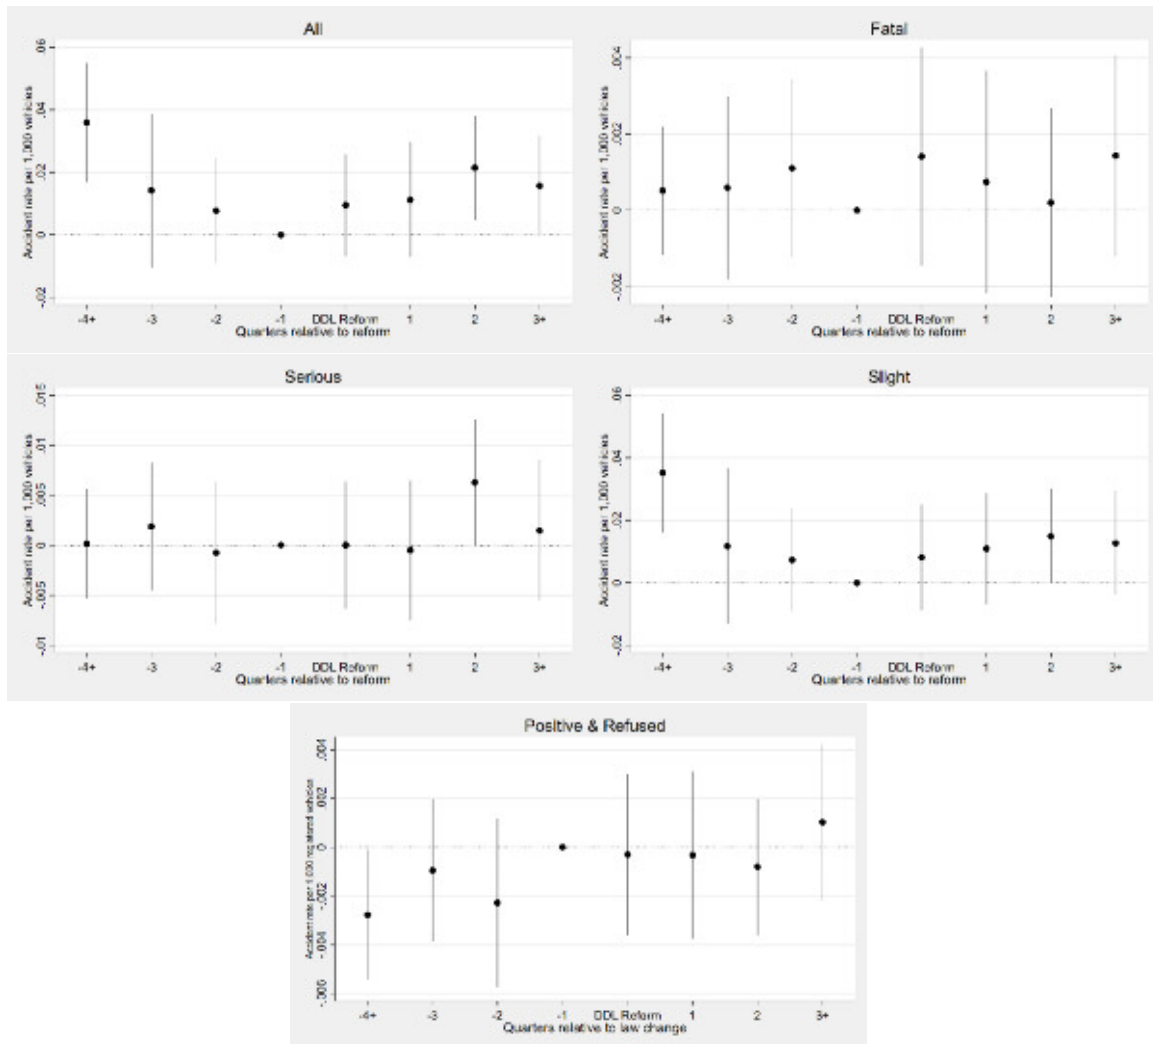 All
Accident rate per 1,000 vehicles
.06
.04
.02
0
-.02
-4+ -3 -2 -1 DDL Reform 1 2 3+
Quarters relative to reform
Fatal
Accident rate per 1,000 vehicles
.004
.002
0
-.002
-4+ -3 -2 -1 DDL Reform 1 2 3+
Quarters relative to reform
Serious
Accident rate per 1,000 vehicles
.015
.01
.005
0
-.005
-.01
-4+ -3 -2 -1 DDL Reform 1 2 3+
Quarters relative to reform
Slight
Accident rate per 1,000 vehicles
.06
.04
.02
0
-.02
-4+ -3 -2 -1 DDL Reform 1 2 3+
Quarters relative to reform
Positive & Refused
Accident rate per 1,000 registered vehicles
.004
.002
0
-.002
-.004
-.006
-4+ -3 -2 -1 DDL Reform 1 2 3+
Quarters relative to law change